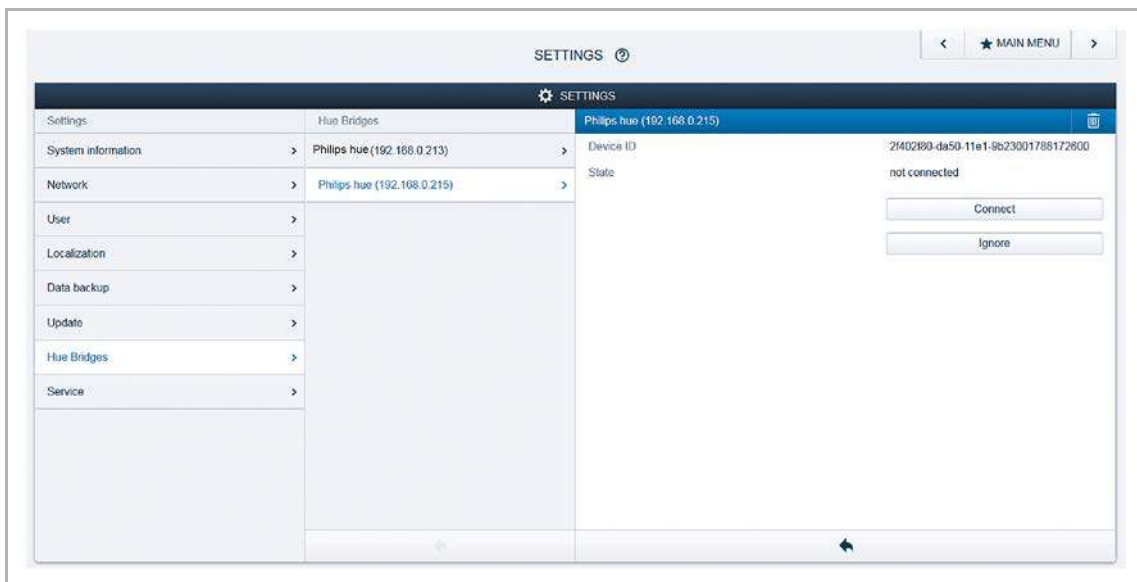 SETTINGS
MAIN MENU
SETTINGS
Settings
Hue Bridges
Philips hue (192.168.0.215)
System information
Philips hue (192.168.0.213)
Device ID
2f402f80-da50-11e1-9b23001788172600
Network
Philips hue (192.168.0.215)
State
not connected
User
Connect
Localization
Ignore
Data backup
Update
Hue Bridges
Service